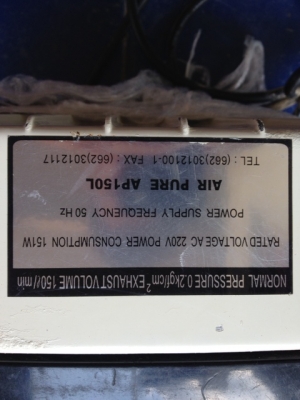 NORMAL PRESSURE 0.2kgf/cm² EXHAUST VOLUME 150l/min
RATED VOLTAGE AC 220V POWER CONSUMPTION 151W
POWER SUPPLY FREQUENCY 50 Hz
AIR PURE AP150L
TEL : (662)3012100-1 FAX : (662)3012117